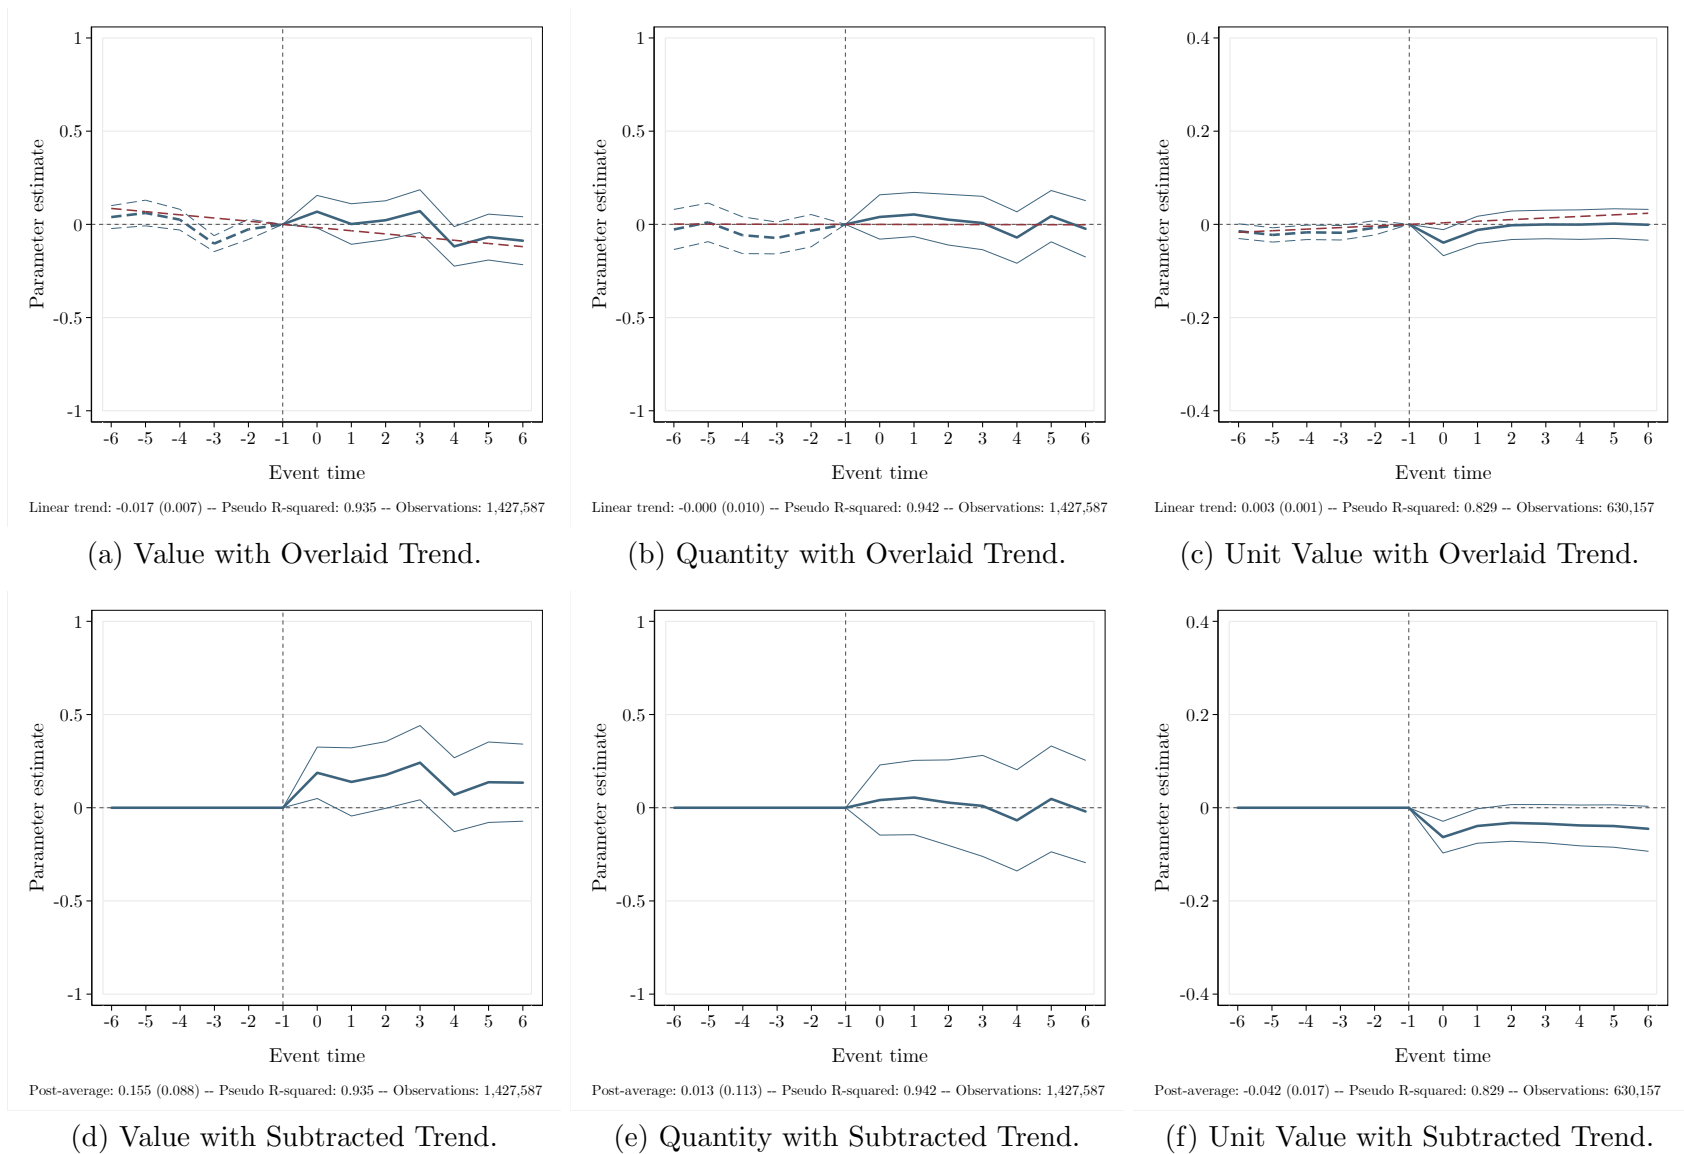 1
0.5
0
-0.5
-1
Parameter estimate
-6 -5 -4 -3 -2 -1 0 1 2 3 4 5 6
Event time
Linear trend: -0.017 (0.007) -- Pseudo R-squared: 0.935 -- Observations: 1,427,587
(a) Value with Overlaid Trend.
1
0.5
0
-0.5
-1
Parameter estimate
-6 -5 -4 -3 -2 -1 0 1 2 3 4 5 6
Event time
Linear trend: -0.000 (0.010) -- Pseudo R-squared: 0.942 -- Observations: 1,427,587
(b) Quantity with Overlaid Trend.
0.4
0.2
0
-0.2
-0.4
Parameter estimate
-6 -5 -4 -3 -2 -1 0 1 2 3 4 5 6
Event time
Linear trend: 0.003 (0.001) -- Pseudo R-squared: 0.829 -- Observations: 630,157
(c) Unit Value with Overlaid Trend.
1
0.5
0
-0.5
-1
Parameter estimate
-6 -5 -4 -3 -2 -1 0 1 2 3 4 5 6
Event time
Post-average: 0.155 (0.088) -- Pseudo R-squared: 0.935 -- Observations: 1,427,587
(d) Value with Subtracted Trend.
1
0.5
0
-0.5
-1
Parameter estimate
-6 -5 -4 -3 -2 -1 0 1 2 3 4 5 6
Event time
Post-average: 0.013 (0.113) -- Pseudo R-squared: 0.942 -- Observations: 1,427,587
(e) Quantity with Subtracted Trend.
0.4
0.2
0
-0.2
-0.4
Parameter estimate
-6 -5 -4 -3 -2 -1 0 1 2 3 4 5 6
Event time
Post-average: -0.042 (0.017) -- Pseudo R-squared: 0.829 -- Observations: 630,157
(f) Unit Value with Subtracted Trend.